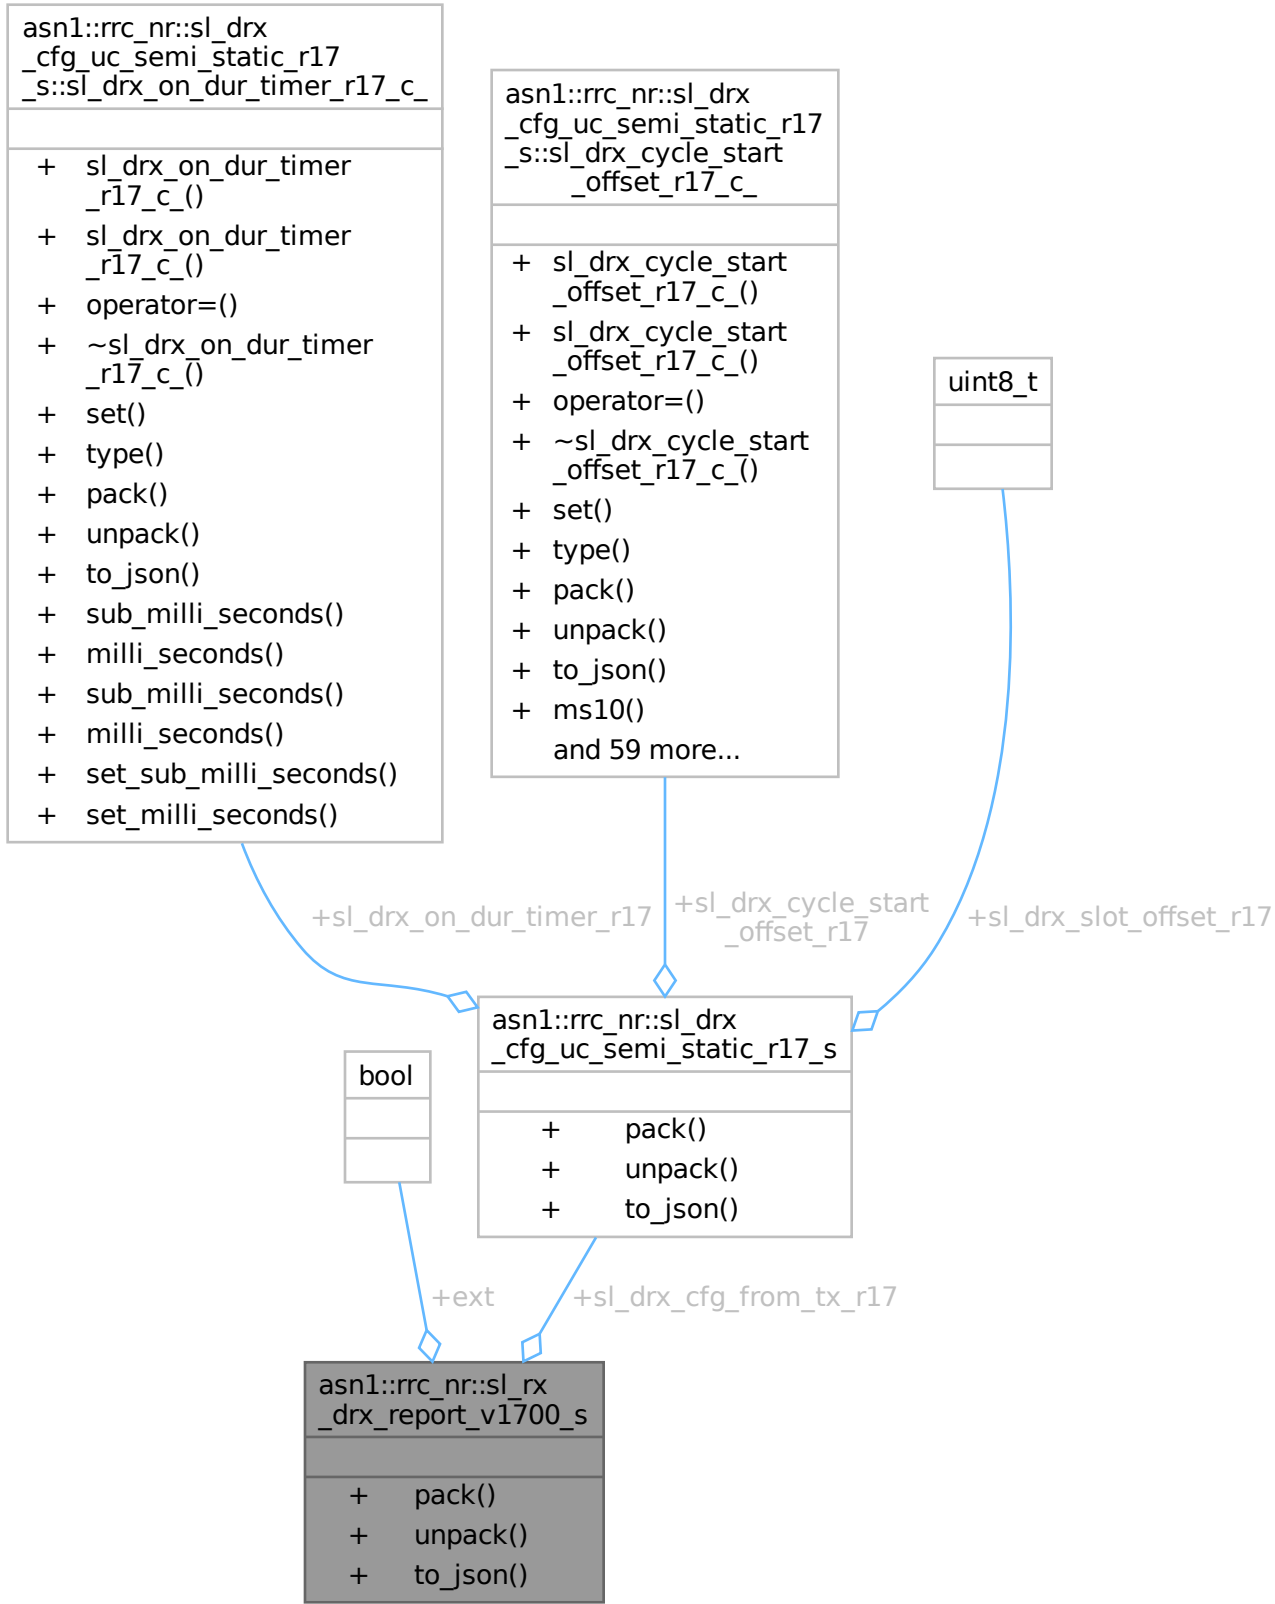 asn1::rrc_nr::sl_drx
_cfg_uc_semi_static_r17
_s::sl_drx_on_dur_timer_r17_c_
+ sl_drx_on_dur_timer
_r17_c_()
+ sl_drx_on_dur_timer
_r17_c_()
+ operator=()
+ ~sl_drx_on_dur_timer
_r17_c_()
+ set()
+ type()
+ pack()
+ unpack()
+ to_json()
+ sub_milli_seconds()
+ milli_seconds()
+ sub_milli_seconds()
+ milli_seconds()
+ set_sub_milli_seconds()
+ set_milli_seconds()
asn1::rrc_nr::sl_drx
_cfg_uc_semi_static_r17
_s::sl_drx_cycle_start
_offset_r17_c_
+ sl_drx_cycle_start
_offset_r17_c_()
+ sl_drx_cycle_start
_offset_r17_c_()
+ operator=()
+ ~sl_drx_cycle_start
_offset_r17_c_()
+ set()
+ type()
+ pack()
+ unpack()
+ to_json()
+ ms10()
and 59 more...
uint8_t
+sl_drx_on_dur_timer_r17
+sl_drx_cycle_start
_offset_r17
+sl_drx_slot_offset_r17
asn1::rrc_nr::sl_drx
_cfg_uc_semi_static_r17_s
+ pack()
+ unpack()
+ to_json()
bool
+ext
+sl_drx_cfg_from_tx_r17
asn1::rrc_nr::sl_rx
_drx_report_v1700_s
+ pack()
+ unpack()
+ to_json()